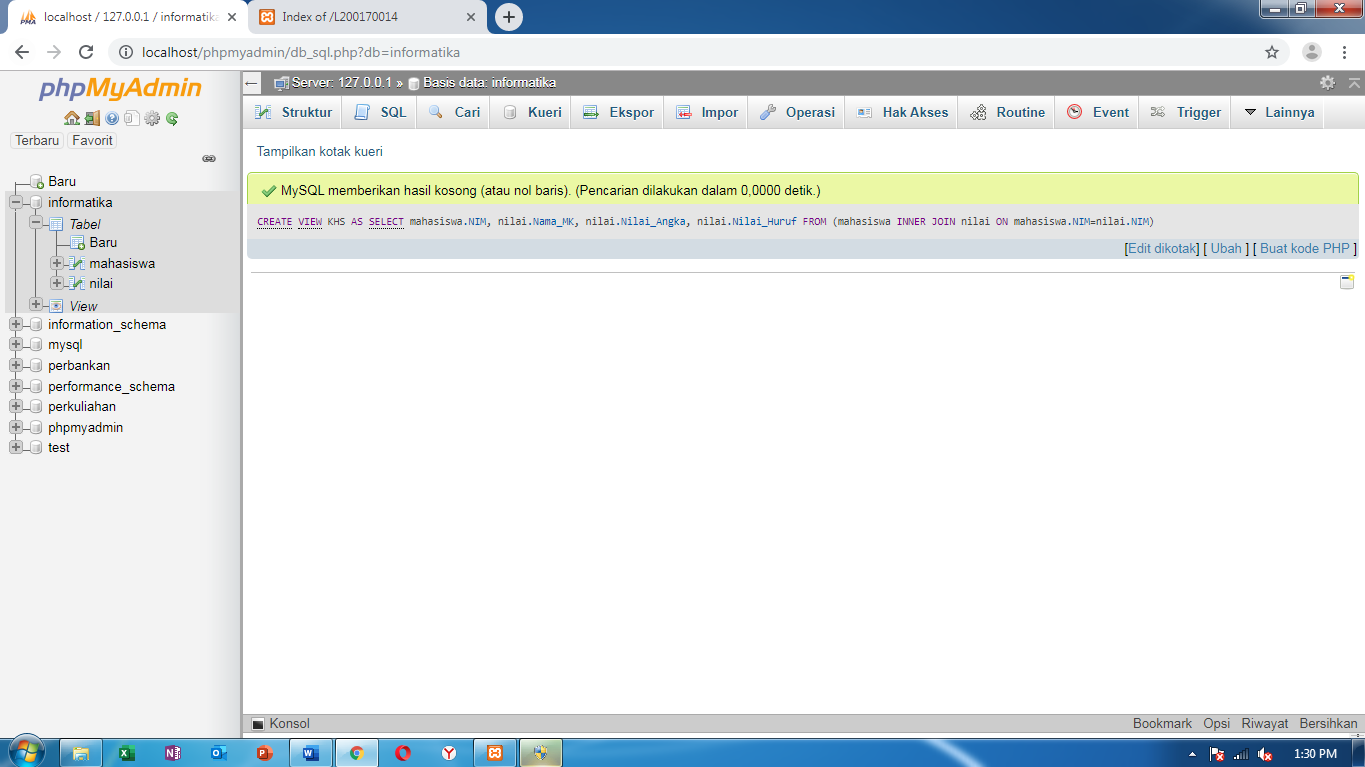 localhost / 127.0.0.1 / informatika
Index of /L200170014
localhost/phpmyadmin/db_sql.php?db=informatika
phpMyAdmin
Terbaru Favorit
Baru
informatika
Tabel
Baru
mahasiswa
nilai
View
information_schema
mysql
perbankan
performance_schema
perkuliahan
phpmyadmin
test
Server: 127.0.0.1 » Basis data: informatika
Struktur SQL Cari Kueri Ekspor Impor Operasi Hak Akses Routine Event Trigger Lainnya
Tampilkan kotak kueri
MySQL memberikan hasil kosong (atau nol baris). (Pencarian dilakukan dalam 0,0000 detik.)
CREATE VIEW KHS AS SELECT mahasiswa.NIM, nilai.Nama_MK, nilai.Nilai_Angka, nilai.Nilai_Huruf FROM (mahasiswa INNER JOIN nilai ON mahasiswa.NIM=nilai.NIM)
[Edit dikotak] [ Ubah ] [ Buat kode PHP ]
Konsol
Bookmark Opsi Riwayat Bersihkan
1:30 PM